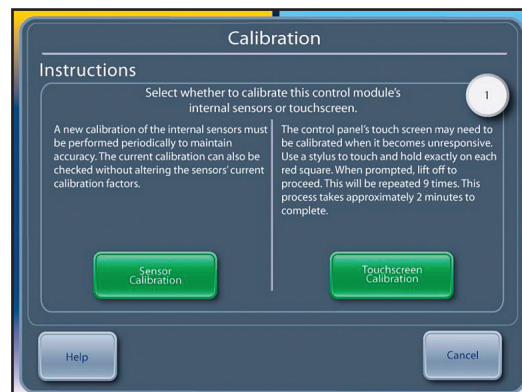 Calibration
Instructions
Select whether to calibrate this control module's
internal sensors or touchscreen.
1
A new calibration of the internal sensors must
be performed periodically to maintain
accuracy. The current calibration can also be
checked without altering the sensors' current
calibration factors.
The control panel's touch screen may need to
be calibrated when it becomes unresponsive.
Use a stylus to touch and hold exactly on each
red square. When prompted, lift off to
proceed. This will be repeated 9 times. This
process takes approximately 2 minutes to
complete.
Sensor
Calibration
Touchscreen
Calibration
Help
Cancel